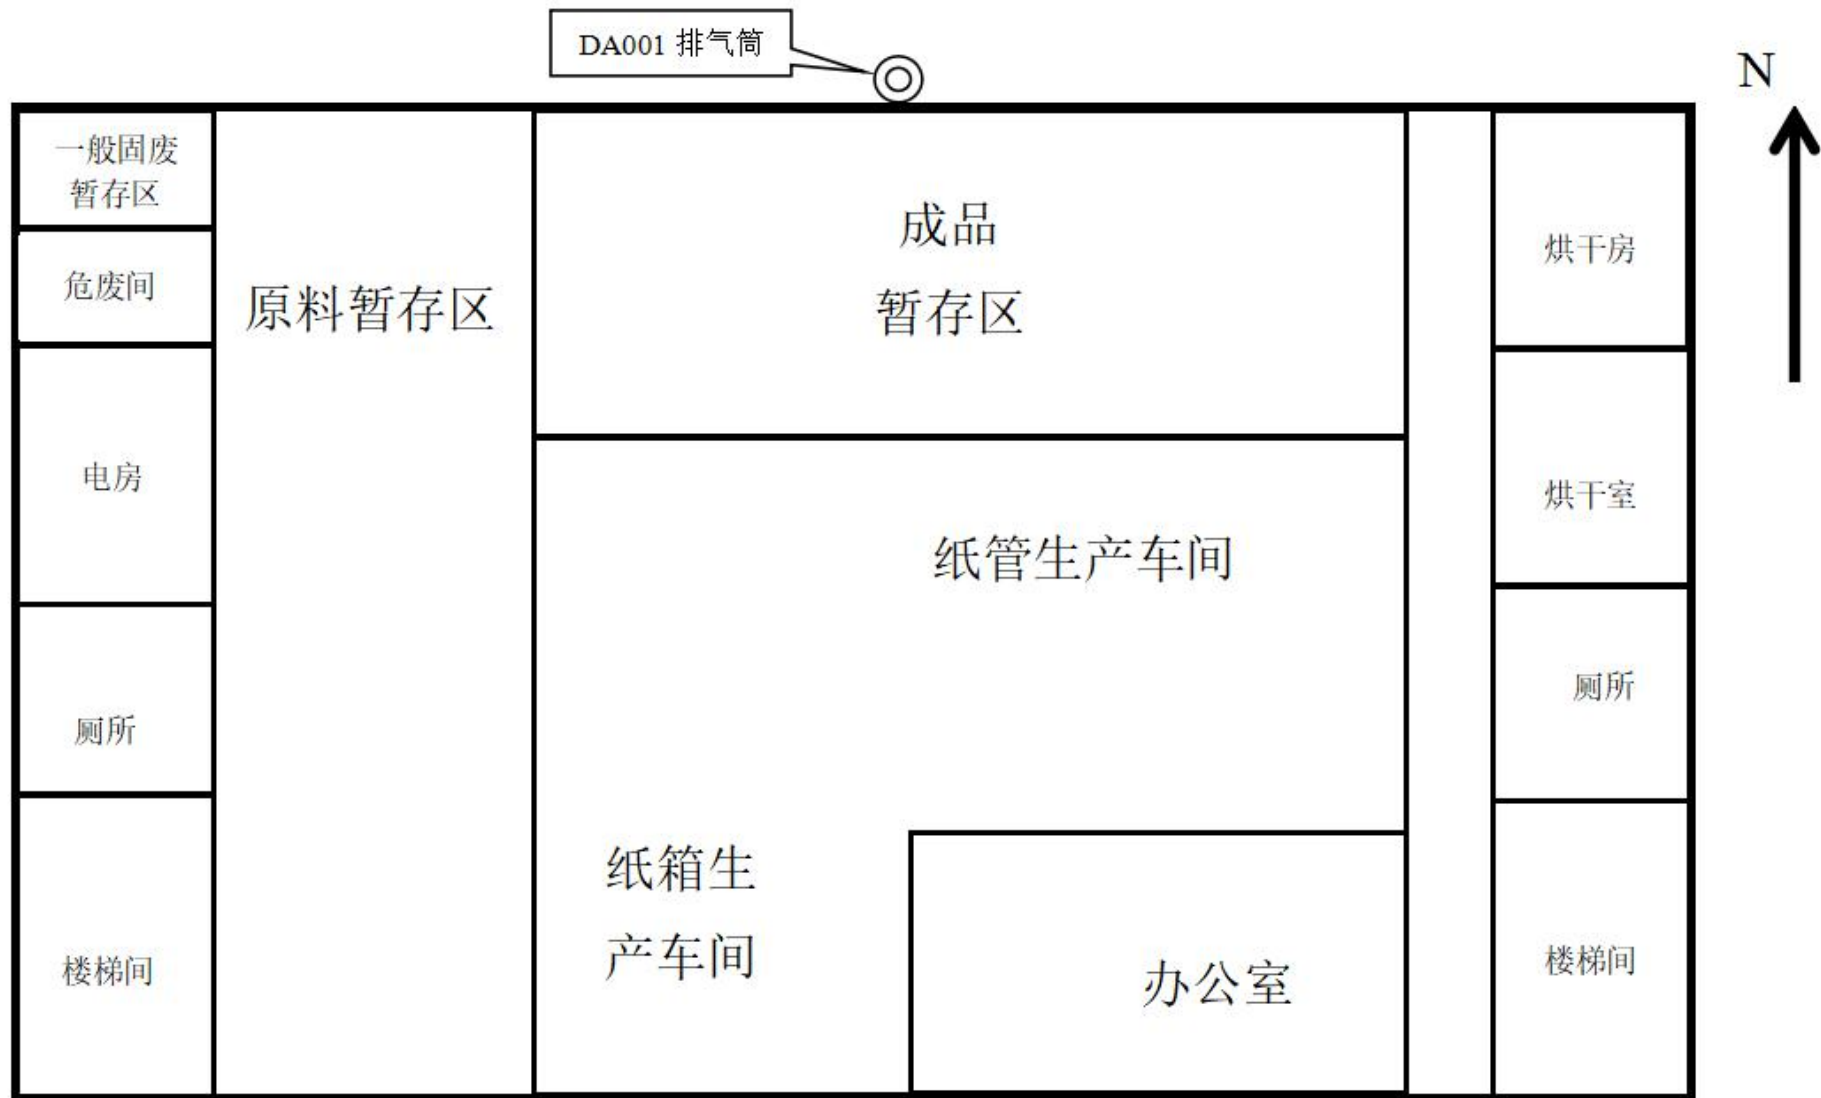 DA001 排气筒
N
一般固废
暂存区
危废间
电房
厕所
楼梯间
原料暂存区
成品
暂存区
纸管生产车间
纸箱生
产车间
办公室
烘干房
烘干室
厕所
楼梯间